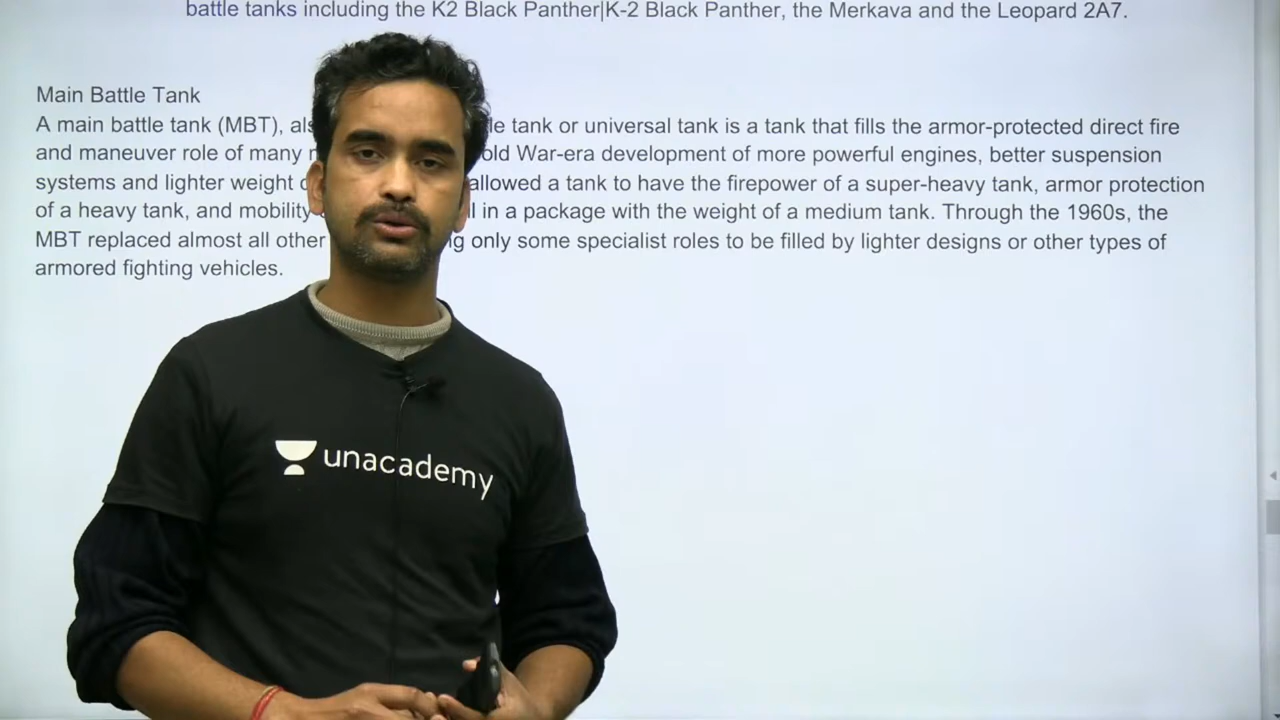 battle tanks including the K2 Black Panther|K-2 Black Panther, the Merkava and the Leopard 2A7.
Main Battle Tank
A main battle tank (MBT), als le tank or universal tank is a tank that fills the armor-protected direct fire
and maneuver role of many old War-era development of more powerful engines, better suspension
systems and lighter weight allowed a tank to have the firepower of a super-heavy tank, armor protection
of a heavy tank, and mobility in a package with the weight of a medium tank. Through the 1960s, the
MBT replaced almost all other only some specialist roles to be filled by lighter designs or other types of
armored fighting vehicles.
unacademy